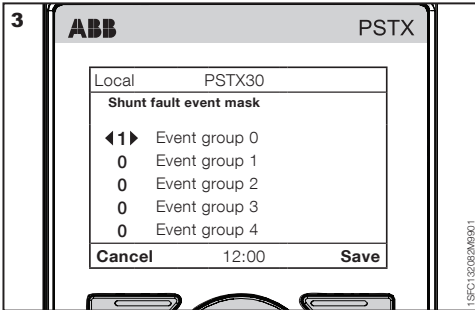 3
ABB PSTX
Local PSTX30
Shunt fault event mask
1 Event group 0
0 Event group 1
0 Event group 2
0 Event group 3
0 Event group 4
Cancel 12:00 Save
1SFC132082M9901